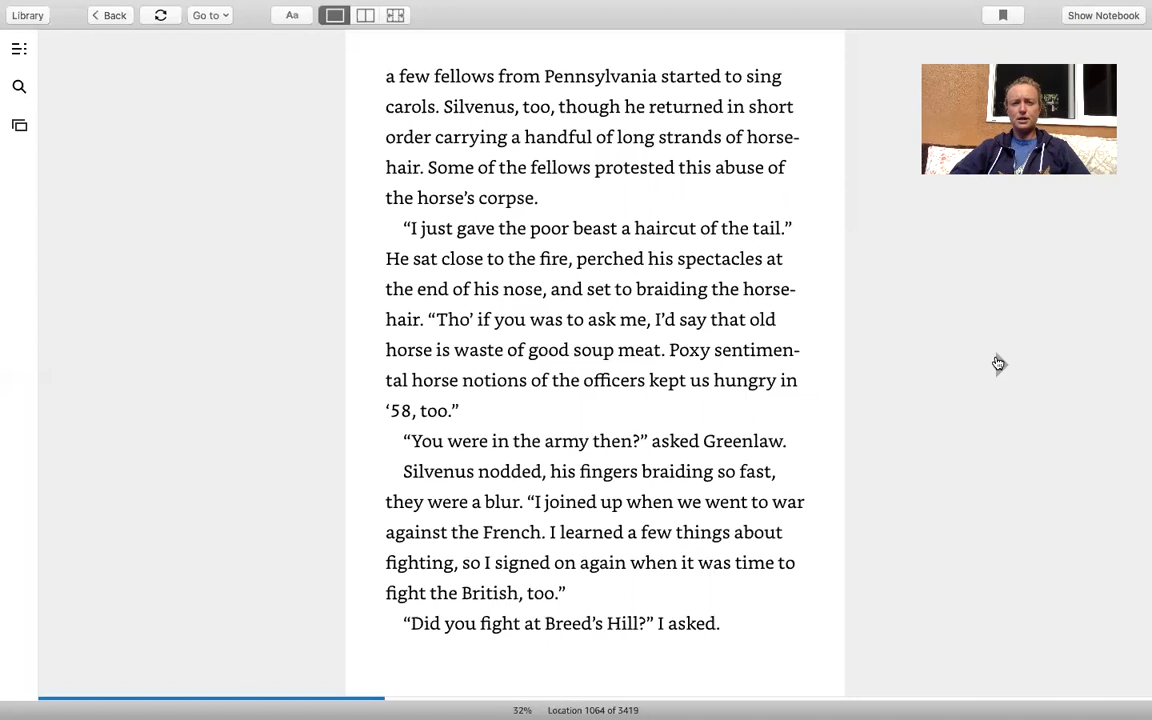 Library
Back
Go to
Aa
Show Notebook
a few fellows from Pennsylvania started to sing
carols. Silvenus, too, though he returned in short
order carrying a handful of long strands of horse-
hair. Some of the fellows protested this abuse of
the horse’s corpse.
“I just gave the poor beast a haircut of the tail.”
He sat close to the fire, perched his spectacles at
the end of his nose, and set to braiding the horse-
hair. “Tho’ if you was to ask me, I’d say that old
horse is waste of good soup meat. Poxy sentimen-
tal horse notions of the officers kept us hungry in
‘58, too.”
“You were in the army then?” asked Greenlaw.
Silvenus nodded, his fingers braiding so fast,
they were a blur. “I joined up when we went to war
against the French. I learned a few things about
fighting, so I signed on again when it was time to
fight the British, too.”
“Did you fight at Breed’s Hill?” I asked.
32% Location 1064 of 3419